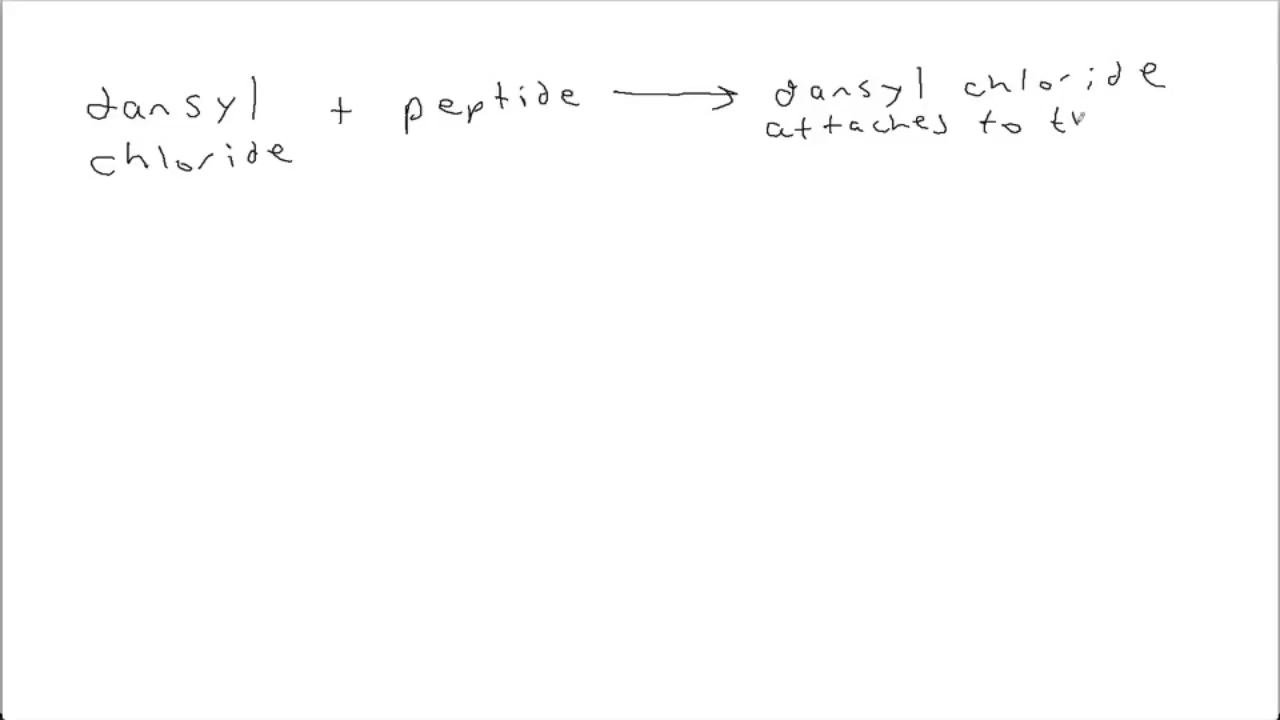 dansyl + peptide ⟶ dansyl chloride
chloride attaches to